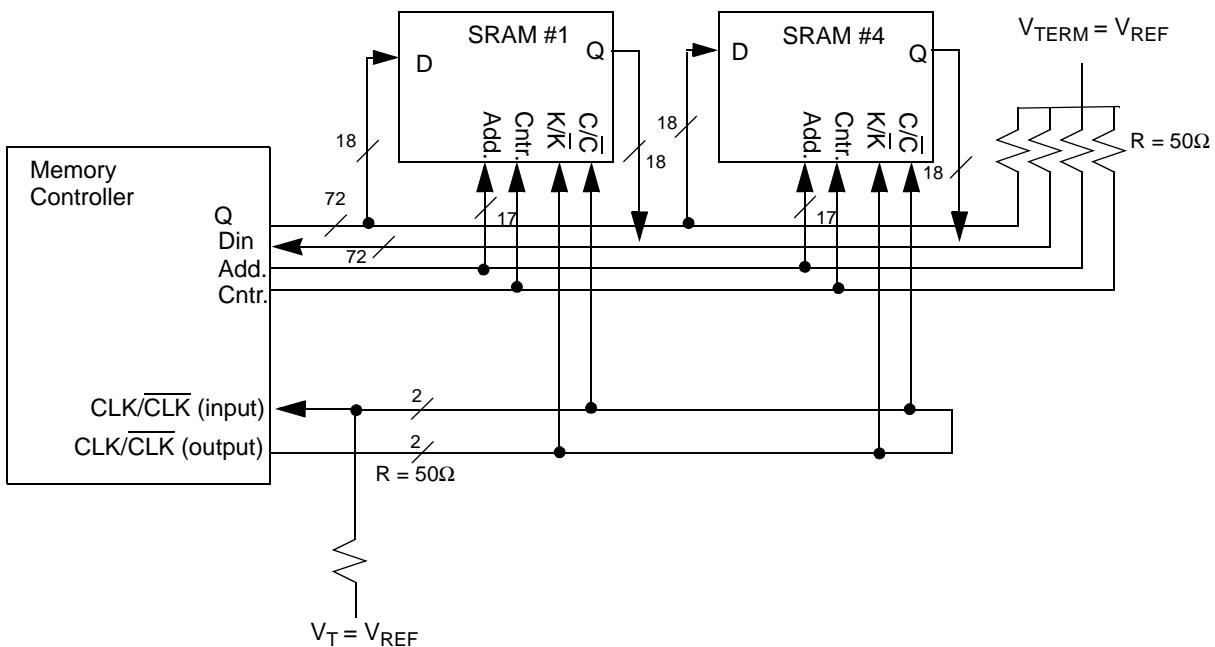 SRAM #1
D
Q
Add.
Cntr.
K/K̅
C/C̅
18
18
SRAM #4
D
Q
Add.
Cntr.
K/K̅
C/C̅
18
18
V_TERM = V_REF
R = 50Ω
Memory
Controller
Q
Din
Add.
Cntr.
72
72
17
17
CLK/C̅L̅K̅ (input)
CLK/C̅L̅K̅ (output)
2
2
R = 50Ω
V_T = V_REF